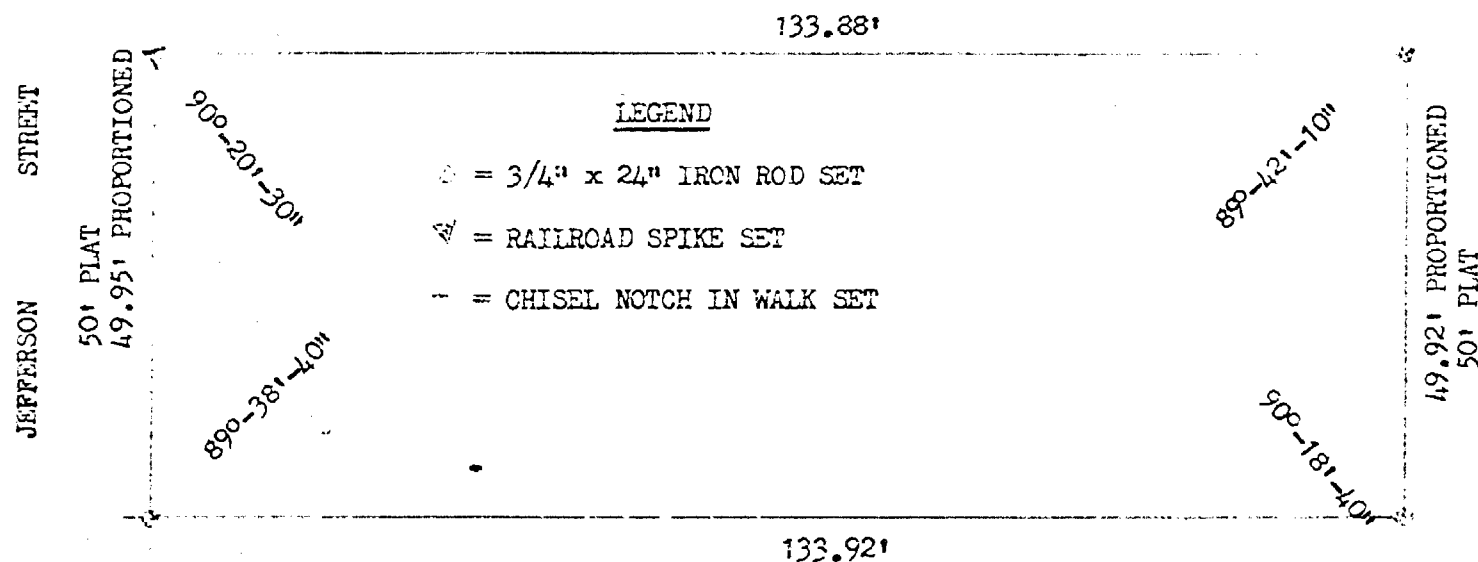 133.88'
JEFFERSON STREET
50' PLAT
49.95' PROPORTIONED
90°-20'-30"
LEGEND
= 3/4" x 24" IRON ROD SET
= RAILROAD SPIKE SET
- = CHISEL NOTCH IN WALK SET
89°-42'-10"
49.92' PROPORTIONED
50' PLAT
89°-38'-40"
90°-18'-40"
133.92'